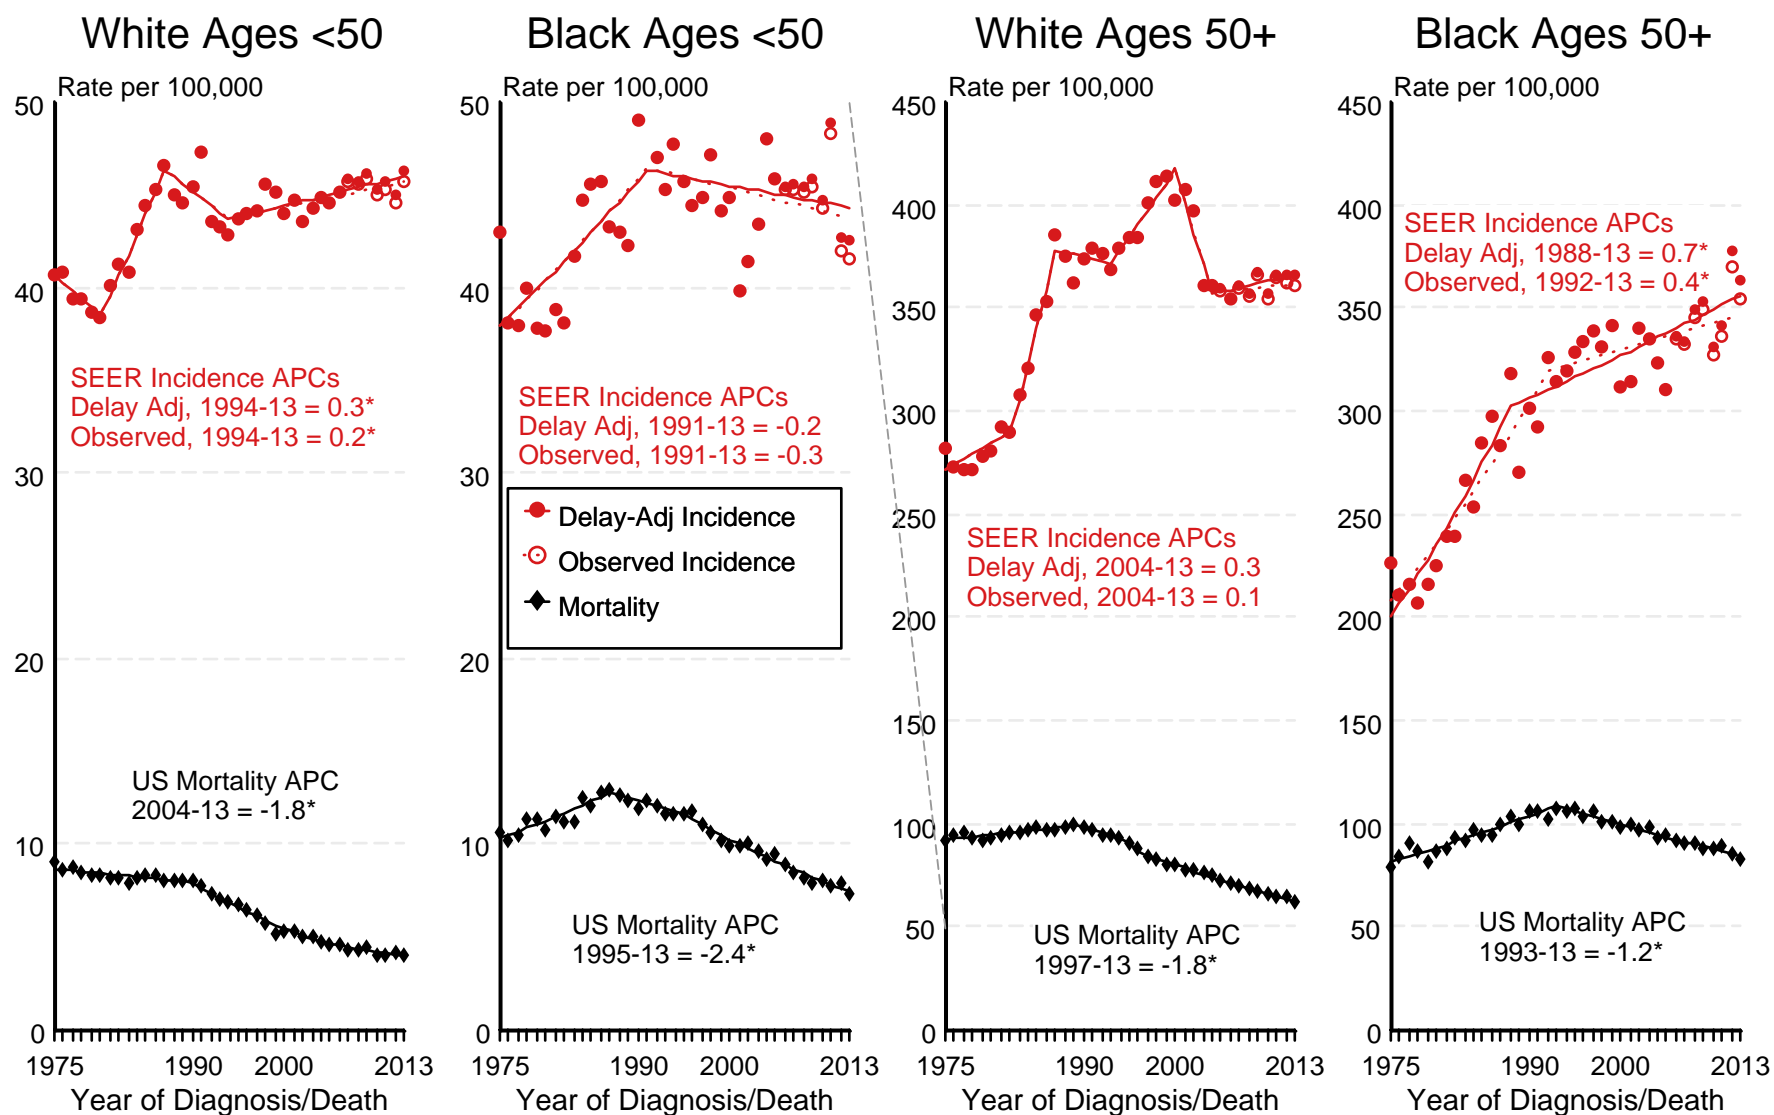 White Ages <50
Rate per 100,000
50
40
30
20
10
0
SEER Incidence APCs
Delay Adj, 1994-13 = 0.3*
Observed, 1994-13 = 0.2*
US Mortality APC
2004-13 = -1.8*
1975
1990
2000
2013
Year of Diagnosis/Death
Black Ages <50
Rate per 100,000
50
40
30
20
10
0
SEER Incidence APCs
Delay Adj, 1991-13 = -0.2
Observed, 1991-13 = -0.3
Delay-Adj Incidence
Observed Incidence
Mortality
US Mortality APC
1995-13 = -2.4*
1975
1990
2000
2013
Year of Diagnosis/Death
White Ages 50+
Rate per 100,000
450
400
350
300
250
200
150
100
50
0
SEER Incidence APCs
Delay Adj, 2004-13 = 0.3
Observed, 2004-13 = 0.1
US Mortality APC
1997-13 = -1.8*
1975
1990
2000
2013
Year of Diagnosis/Death
Black Ages 50+
Rate per 100,000
450
400
350
300
250
200
150
100
50
0
SEER Incidence APCs
Delay Adj, 1988-13 = 0.7*
Observed, 1992-13 = 0.4*
US Mortality APC
1993-13 = -1.2*
1975
1990
2000
2013
Year of Diagnosis/Death